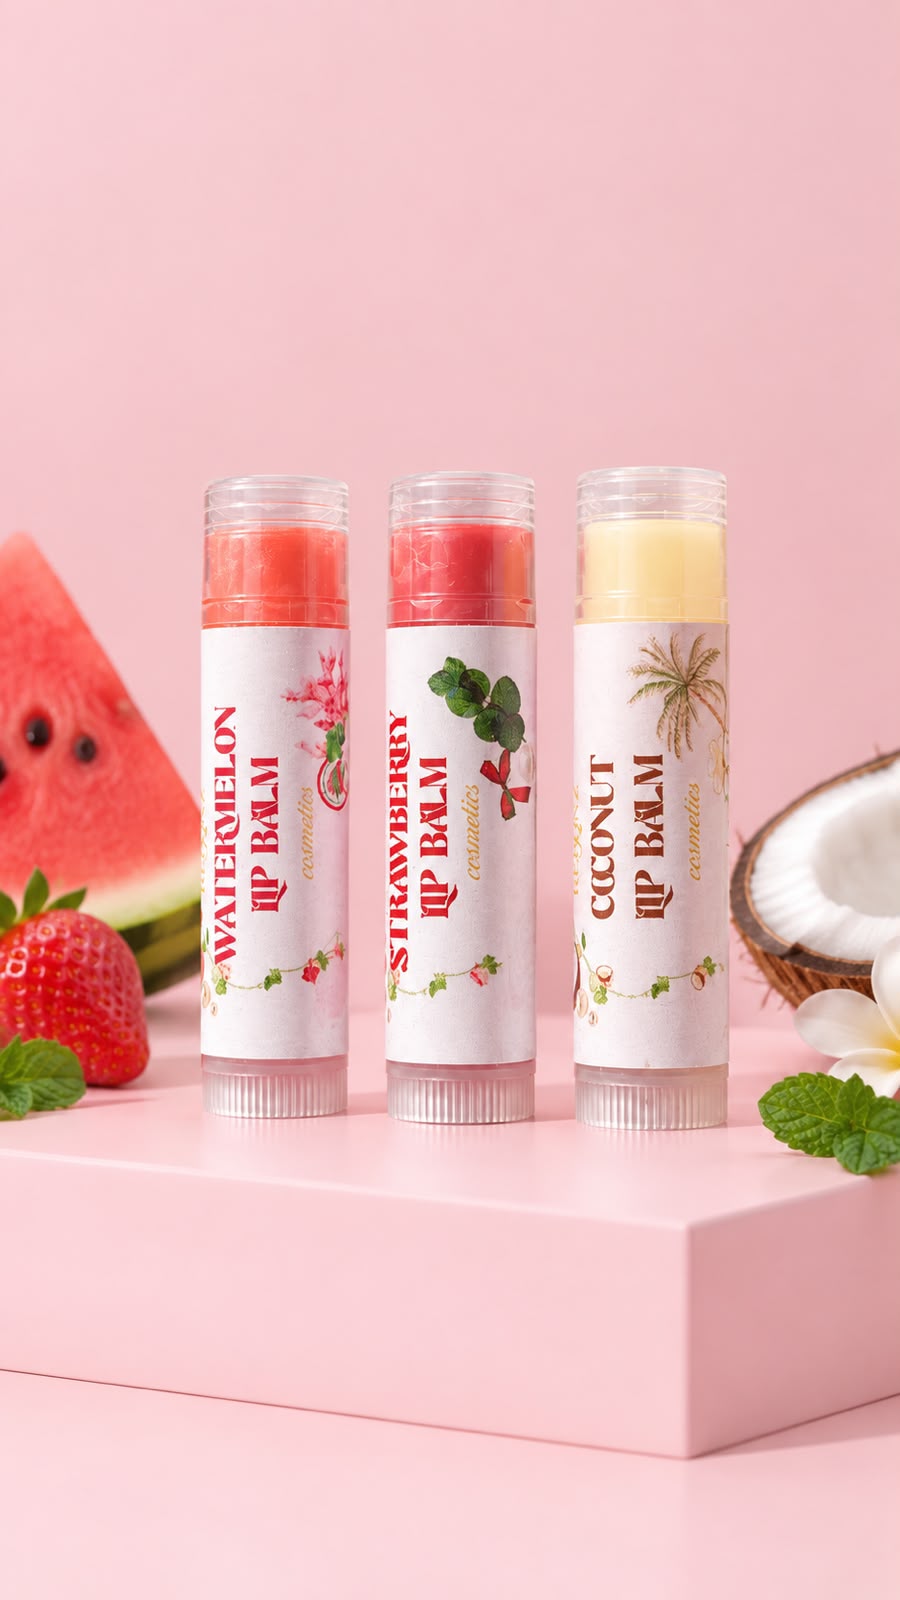 WATERMELON
LIP BALM
cosmetics
STRAWBERRY
LIP BALM
cosmetics
COCONUT
LIP BALM
cosmetics